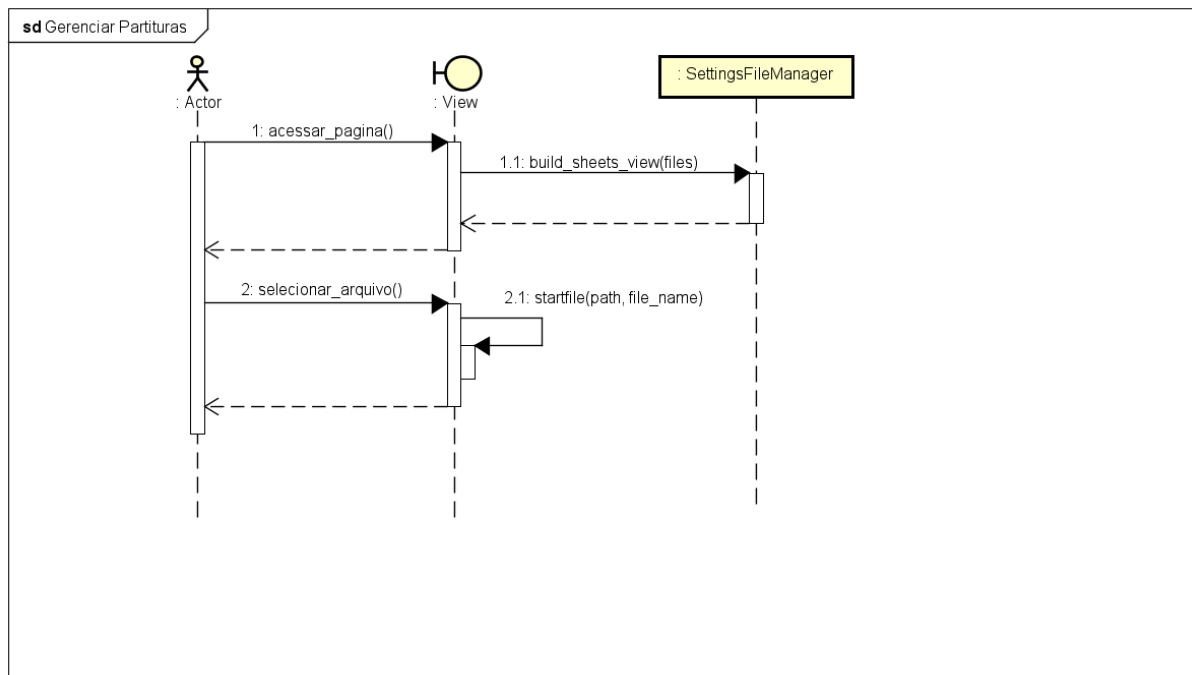 sd Gerenciar Partituras
: Actor
: View
: SettingsFileManager
1: acessar_pagina()
1.1: build_sheets_view(files)
2: selecionar_arquivo()
2.1: startfile(path, file_name)